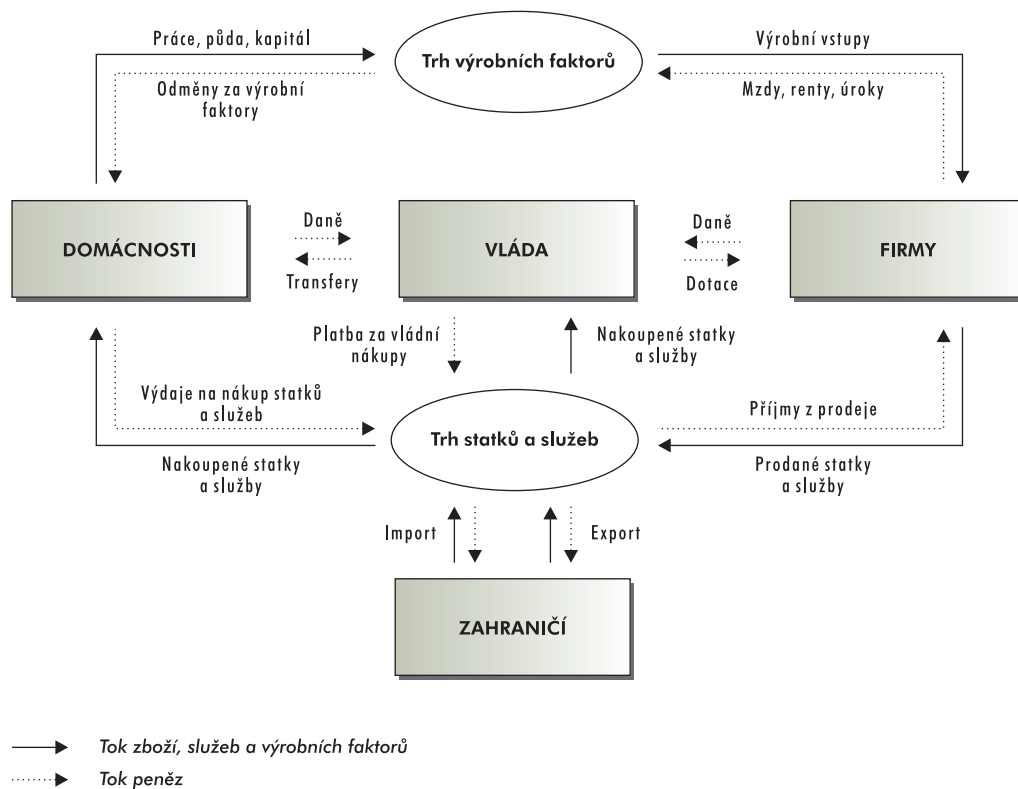 Práce, půda, kapitál
Trh výrobních faktorů
Výrobní vstupy
Odměny za výrobní
faktory
Mzdy, renty, úroky
DOMÁCNOSTI
Daně
Transfery
VLÁDA
Daně
Dotace
FIRMY
Platba za vládní
nákupy
Nakoupené statky
a služby
Výdaje na nákup statků
a služeb
Trh statků a služeb
Příjmy z prodeje
Nakoupené statky
a služby
Prodané statky
a služby
Import
Export
ZAHRANIČÍ
Tok zboží, služeb a výrobních faktorů
Tok peněz